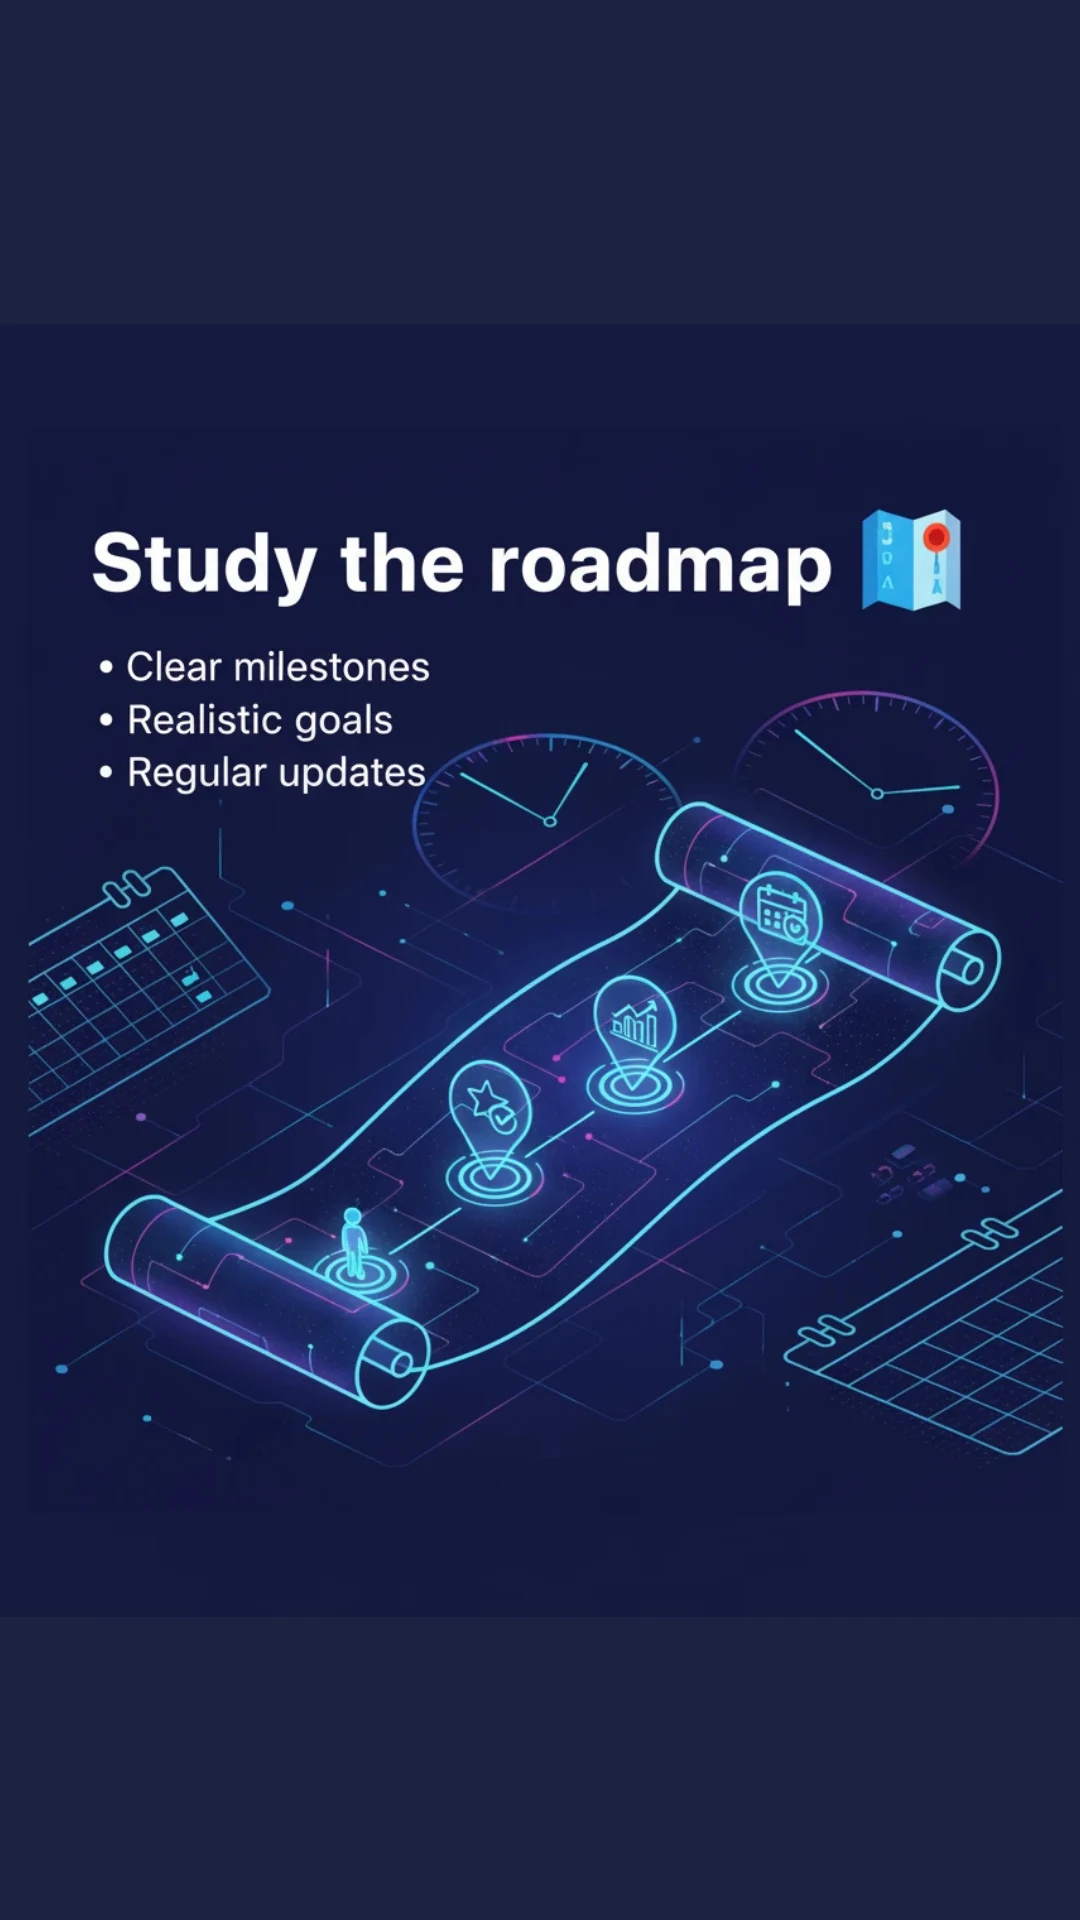 Study the roadmap
• Clear milestones
• Realistic goals
• Regular updates